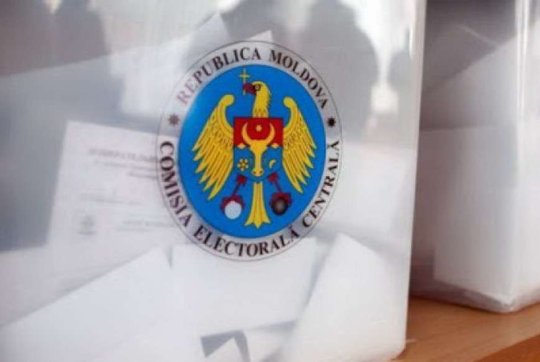 REPUBLICA MOLDOVA
COMISIA ELECTORALĂ CENTRALĂ